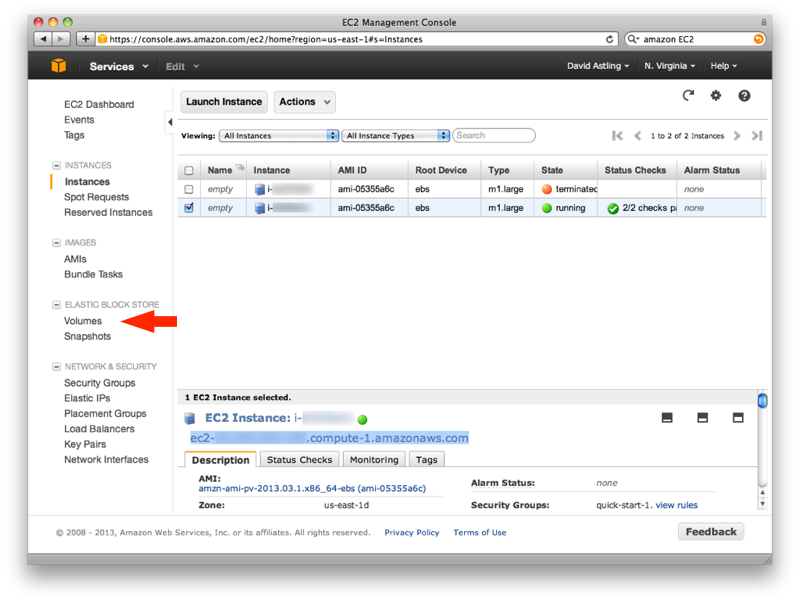 EC2 Management Console
https://console.aws.amazon.com/ec2/home?region=us-east-1#s=Instances
amazon EC2
Services Edit David Astling N. Virginia Help
EC2 Dashboard
Events
Tags
INSTANCES
Instances
Spot Requests
Reserved Instances
IMAGES
AMIs
Bundle Tasks
ELASTIC BLOCK STORE
Volumes
Snapshots
NETWORK & SECURITY
Security Groups
Elastic IPs
Placement Groups
Load Balancers
Key Pairs
Network Interfaces
Launch Instance Actions
Viewing: All Instances All Instance Types Search 1 to 2 of 2 Instances
Name Instance AMI ID Root Device Type State Status Checks Alarm Status
empty i- ami-05355a6c ebs m1.large terminated none
empty i- ami-05355a6c ebs m1.large running 2/2 checks pa none
1 EC2 Instance selected.
EC2 Instance: i-
ec2- .compute-1.amazonaws.com
Description Status Checks Monitoring Tags
AMI:
amzn-ami-pv-2013.03.1.x86_64-ebs (ami-05355a6c)
Alarm Status: none
Zone: us-east-1d
Security Groups: quick-start-1. view rules
© 2008 - 2013, Amazon Web Services, Inc. or its affiliates. All rights reserved. Privacy Policy Terms of Use Feedback